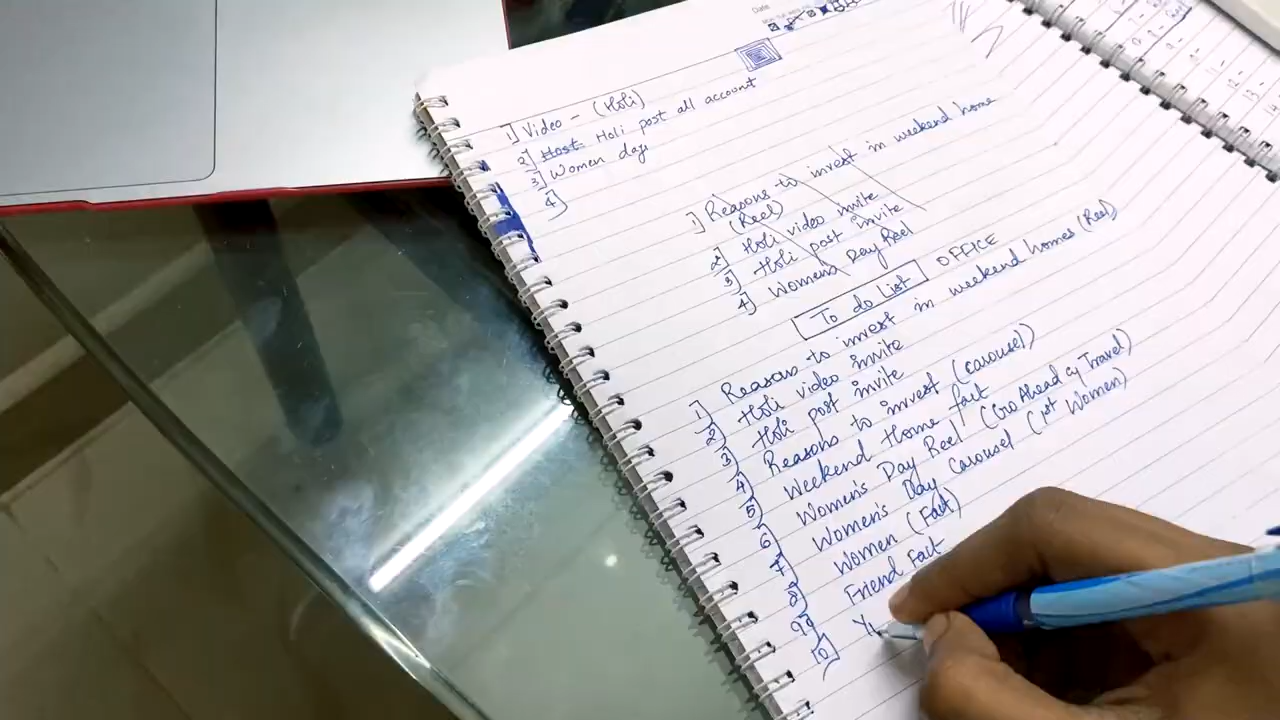 Date
1] Video - (Holi)
2] Host Holi post all account
3] Women days
4]
1] Reasons to invest in weekend home
(Reel)
2] Holi video invite
3] Holi post invite
4] Womens Day Reel
To do List OFFICE
1] Reasons to invest in weekend homes (Reel)
2] Holi video invite
3] Holi post invite
4] Reasons to invest (carousel)
5] Weekend Home fact
6] Women's Day Reel (Go Ahead Travel)
7] Women's Day Carousel (1st Women)
8] Women (Fact)
9] Friend Fact
10]